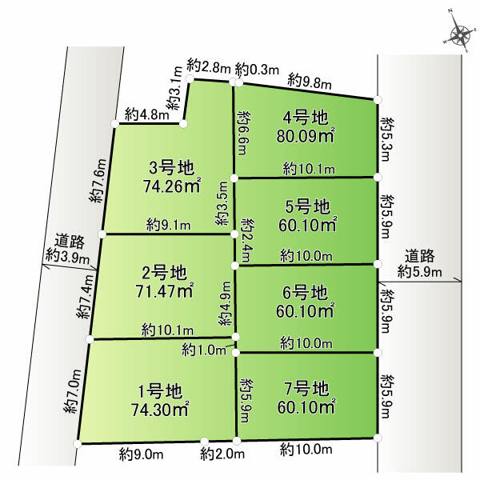 N
約2.8m
約0.3m
約9.8m
約3.1m
約4.8m
4号地
80.09㎡
約6.6m
約5.3m
3号地
74.26㎡
約7.6m
約10.1m
約3.5m
5号地
60.10㎡
約5.9m
約9.1m
約2.4m
道路
約3.9m
約10.0m
道路
約5.9m
2号地
71.47㎡
約7.4m
約4.9m
6号地
60.10㎡
約5.9m
約10.1m
約1.0m
約10.0m
1号地
74.30㎡
約7.0m
約5.9m
7号地
60.10㎡
約5.9m
約9.0m
約2.0m
約10.0m